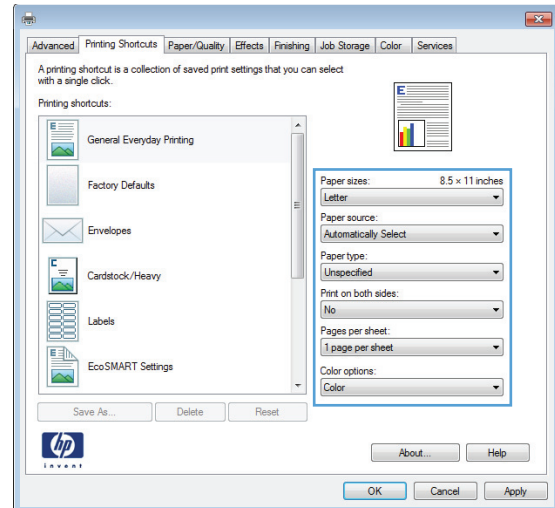 Advanced Printing Shortcuts Paper/Quality Effects Finishing Job Storage Color Services
A printing shortcut is a collection of saved print settings that you can select
with a single click.
Printing shortcuts:
E
General Everyday Printing
Factory Defaults
Envelopes
C
Cardstock/Heavy
Labels
E
EcoSMART Settings
E
Paper sizes: 8.5 × 11 inches
Letter
Paper source:
Automatically Select
Paper type:
Unspecified
Print on both sides:
No
Pages per sheet:
1 page per sheet
Color options:
Color
Save As... Delete Reset
hp
invent
About... Help
OK Cancel Apply